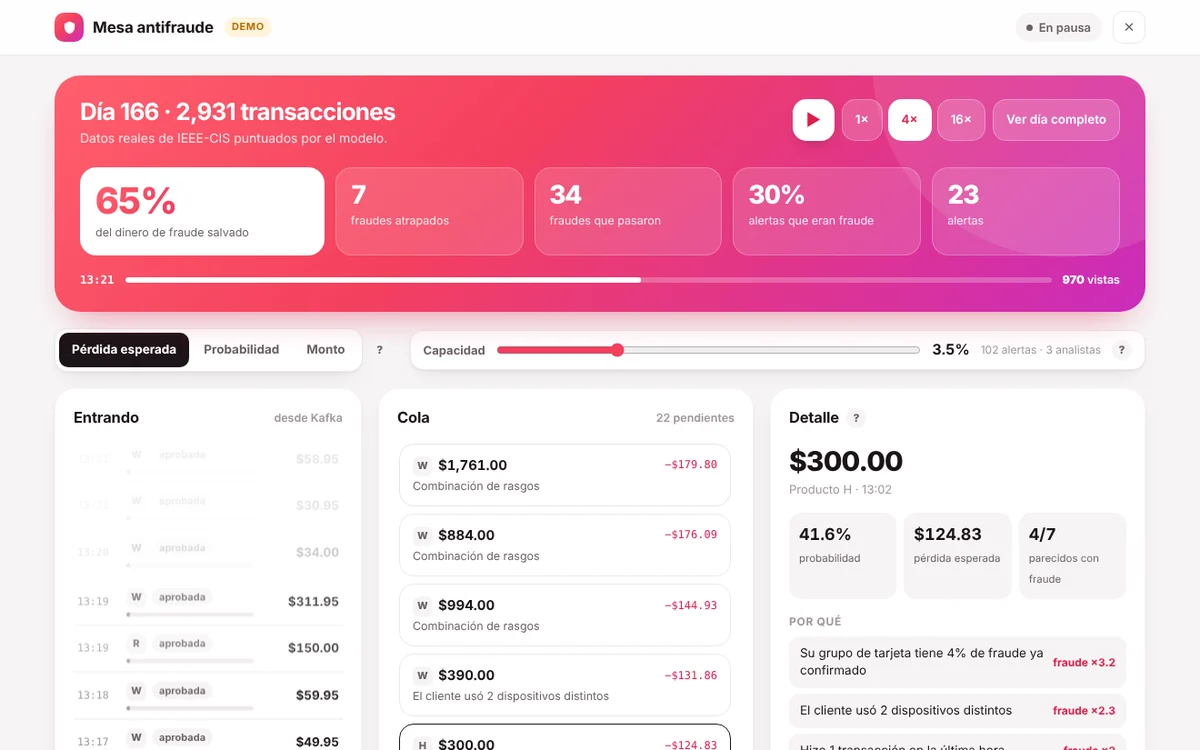 Mesa antifraude DEMO
En pausa ×
Día 166 · 2,931 transacciones
Datos reales de IEEE-CIS puntuados por el modelo.
1× 4× 16× Ver día completo
65%
del dinero de fraude salvado
7
fraudes atrapados
34
fraudes que pasaron
30%
alertas que eran fraude
23
alertas
13:21 970 vistas
Pérdida esperada Probabilidad Monto ?
Capacidad 3.5% 102 alertas · 3 analistas ?
Entrando desde Kafka
W aprobada $58.95
W aprobada $30.95
13:20 W aprobada $34.00
13:19 W aprobada $311.95
13:19 R aprobada $150.00
13:18 W aprobada $59.95
13:17 W aprobada $49.95
Cola 22 pendientes
W $1,761.00 −$179.80
Combinación de rasgos
W $884.00 −$176.09
Combinación de rasgos
W $994.00 −$144.93
Combinación de rasgos
W $390.00 −$131.86
El cliente usó 2 dispositivos distintos
H $300.00 −$124.83
Detalle ?
$300.00
Producto H · 13:02
41.6%
probabilidad
$124.83
pérdida esperada
4/7
parecidos con
fraude
POR QUÉ
Su grupo de tarjeta tiene 4% de fraude ya
confirmado
fraude ×3.2
El cliente usó 2 dispositivos distintos fraude ×2.3
Hizo 1 transacción en la última hora